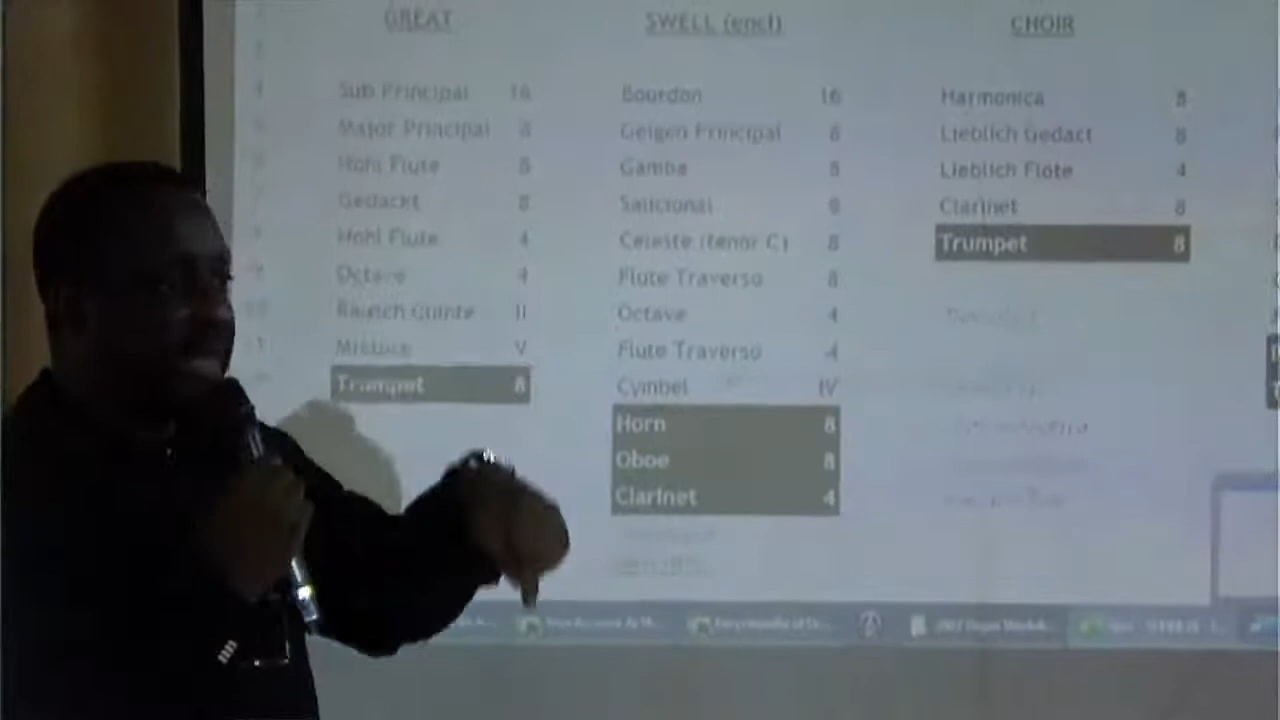 GREAT
Sub Principal 16
Major Principal 8
Hohl Flute 8
Gedackt 8
Hohl Flute 4
Octave 4
Rausch Quinte II
Mixture V
Trumpet 8
SWELL (encl)
Bourdon 16
Geigen Principal 8
Gambe 8
Salicional 8
Celeste (tenor C) 8
Flute Traverso 8
Octave 4
Flute Traverso 4
Cymbel IV
Horn 8
Oboe 8
Clarinet 4
CHOIR
Harmonica 8
Lieblich Gedact 8
Lieblich Flote 4
Clarinet 8
Trumpet 8